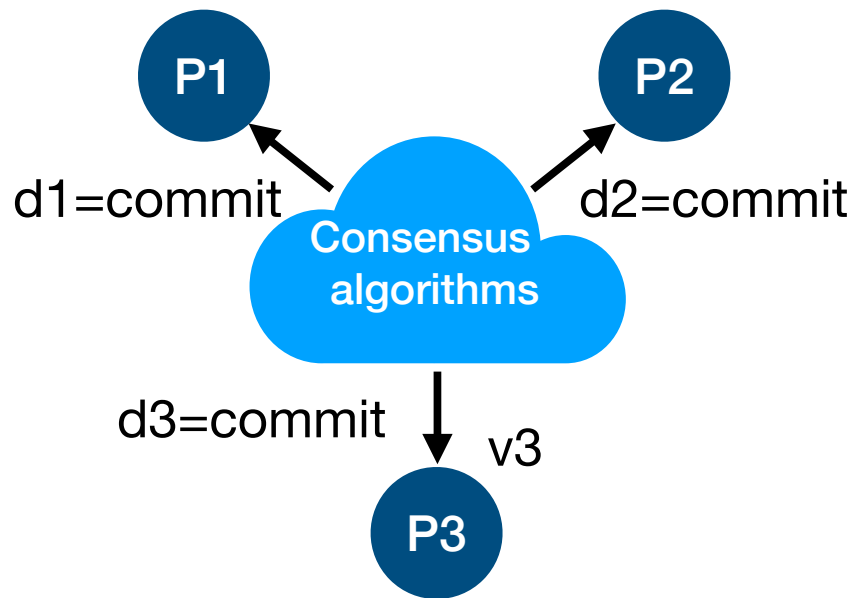 P1
P2
d1=commit
d2=commit
Consensus
algorithms
d3=commit
v3
P3